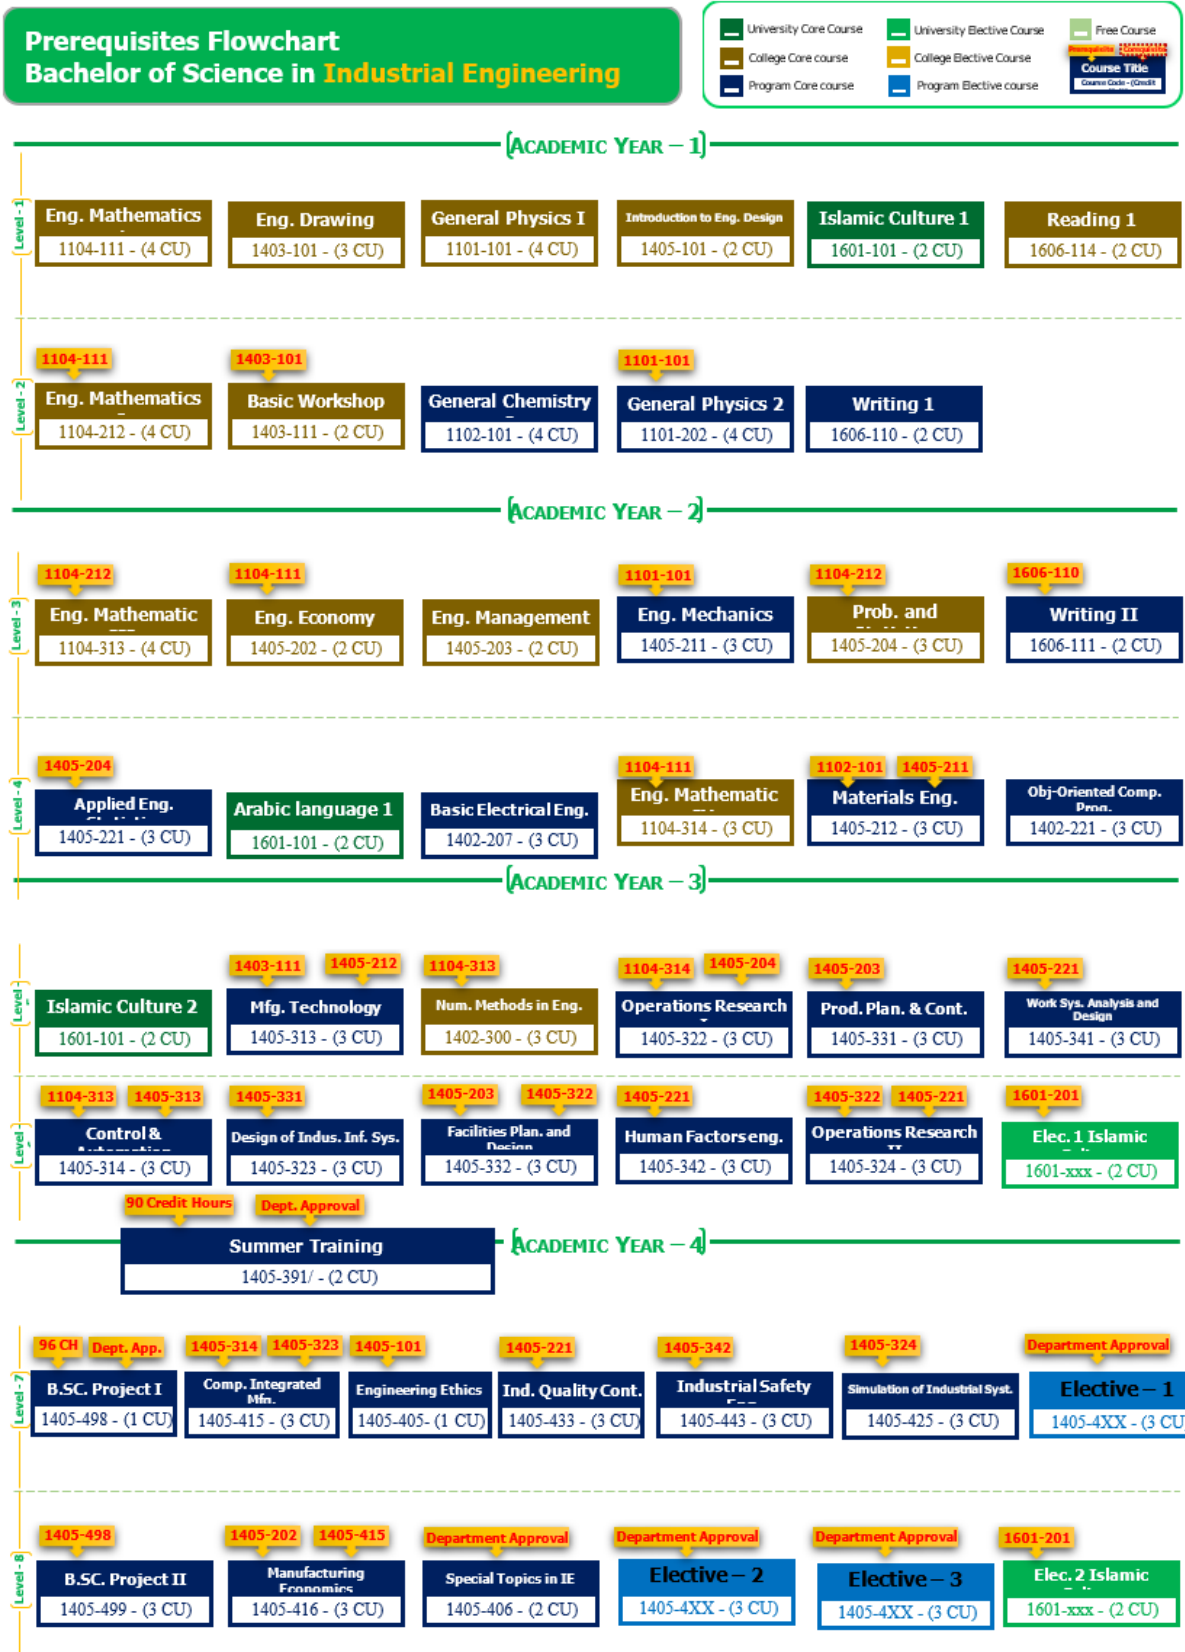 Prerequisites Flowchart
Bachelor of Science in Industrial Engineering
University Core Course
University Elective Course
Free Course
College Core course
College Elective Course
Program Core course
Program Elective course
Prerequisite
Corequisite
Course Title
Course Code - (Credit
ACADEMIC YEAR – 1
Level - 1
Eng. Mathematics
1104-111 - (4 CU)
Eng. Drawing
1403-101 - (3 CU)
General Physics I
1101-101 - (4 CU)
Introduction to Eng. Design
1405-101 - (2 CU)
Islamic Culture 1
1601-101 - (2 CU)
Reading 1
1606-114 - (2 CU)
Level - 2
1104-111
Eng. Mathematics
1104-212 - (4 CU)
1403-101
Basic Workshop
1403-111 - (2 CU)
General Chemistry
1102-101 - (4 CU)
1101-101
General Physics 2
1101-202 - (4 CU)
Writing 1
1606-110 - (2 CU)
ACADEMIC YEAR – 2
Level - 3
1104-212
Eng. Mathematic
1104-313 - (4 CU)
1104-111
Eng. Economy
1405-202 - (2 CU)
Eng. Management
1405-203 - (2 CU)
1101-101
Eng. Mechanics
1405-211 - (3 CU)
1104-212
Prob. and
1405-204 - (3 CU)
1606-110
Writing II
1606-111 - (2 CU)
Level - 4
1405-204
Applied Eng.
1405-221 - (3 CU)
Arabic language 1
1601-101 - (2 CU)
Basic Electrical Eng.
1402-207 - (3 CU)
1104-111
Eng. Mathematic
1104-314 - (3 CU)
1102-101
1405-211
Materials Eng.
1405-212 - (3 CU)
Obj-Oriented Comp.
Prog.
1402-221 - (3 CU)
ACADEMIC YEAR – 3
Level -
Islamic Culture 2
1601-101 - (2 CU)
1403-111
1405-212
Mfg. Technology
1405-313 - (3 CU)
1104-313
Num. Methods in Eng.
1402-300 - (3 CU)
1104-314
1405-204
Operations Research
1405-322 - (3 CU)
1405-203
Prod. Plan. & Cont.
1405-331 - (3 CU)
1405-221
Work Sys. Analysis and
Design
1405-341 - (3 CU)
Level -
1104-313
1405-313
Control &
Automation
1405-314 - (3 CU)
1405-331
Design of Indus. Inf. Sys.
1405-323 - (3 CU)
1405-203
1405-322
Facilities Plan. and
Design
1405-332 - (3 CU)
1405-221
Human Factors eng.
1405-342 - (3 CU)
1405-322
1405-221
Operations Research
II
1405-324 - (3 CU)
1601-201
Elec. 1 Islamic
1601-xxx - (2 CU)
90 Credit Hours
Dept. Approval
Summer Training
1405-391/ - (2 CU)
ACADEMIC YEAR – 4
Level - 7
96 CH
Dept. App.
B.SC. Project I
1405-498 - (1 CU)
1405-314
1405-323
Comp. Integrated
Mfg.
1405-415 - (3 CU)
1405-101
Engineering Ethics
1405-405- (1 CU)
1405-221
Ind. Quality Cont.
1405-433 - (3 CU)
1405-342
Industrial Safety
1405-443 - (3 CU)
1405-324
Simulation of Industrial Syst.
1405-425 - (3 CU)
Department Approval
Elective – 1
1405-4XX - (3 CU
Level - 8
1405-498
B.SC. Project II
1405-499 - (3 CU)
1405-202
1405-415
Manufacturing
Economics
1405-416 - (3 CU)
Department Approval
Special Topics in IE
1405-406 - (2 CU)
Department Approval
Elective – 2
1405-4XX - (3 CU)
Department Approval
Elective – 3
1405-4XX - (3 CU)
1601-201
Elec. 2 Islamic
1601-xxx - (2 CU)